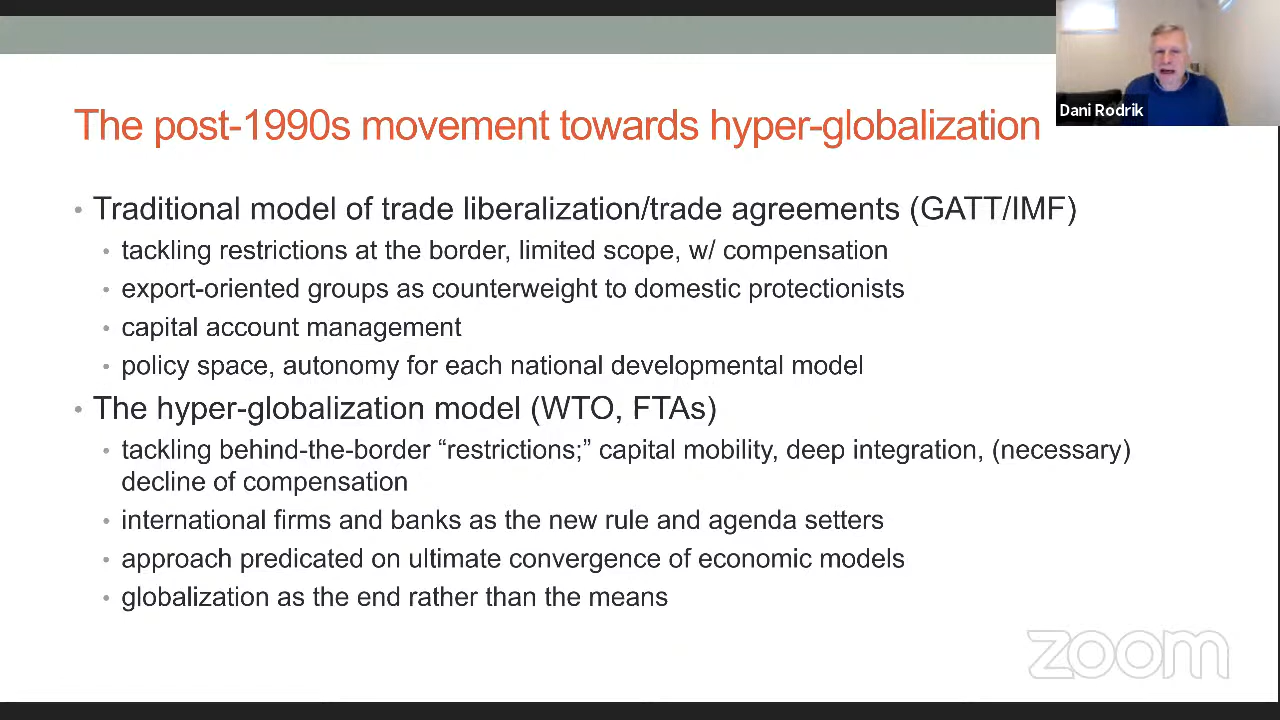 Dani Rodrik
The post-1990s movement towards hyper-globalization
• Traditional model of trade liberalization/trade agreements (GATT/IMF)
• tackling restrictions at the border, limited scope, w/ compensation
• export-oriented groups as counterweight to domestic protectionists
• capital account management
• policy space, autonomy for each national developmental model
• The hyper-globalization model (WTO, FTAs)
• tackling behind-the-border “restrictions;” capital mobility, deep integration, (necessary)
decline of compensation
• international firms and banks as the new rule and agenda setters
• approach predicated on ultimate convergence of economic models
• globalization as the end rather than the means
zoom